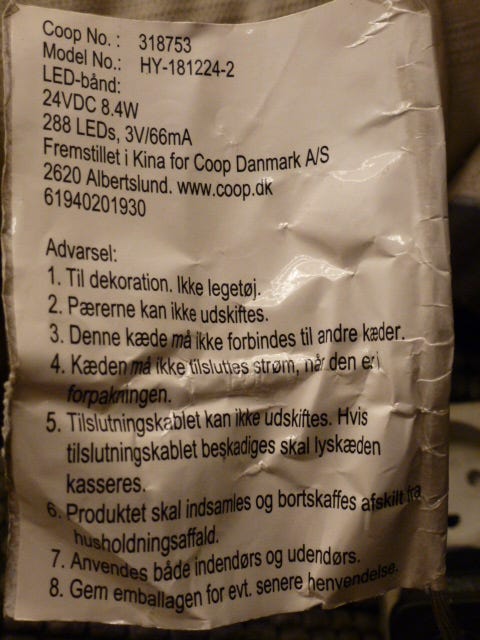 Coop No.: 318753
Model No.: HY-181224-2
LED-bånd:
24VDC 8.4W
288 LEDs, 3V/66mA
Fremstillet i Kina for Coop Danmark A/S
2620 Albertslund. www.coop.dk
61940201930
Advarsel:
1. Til dekoration. Ikke legetøj.
2. Pærerne kan ikke udskiftes.
3. Denne kæde må ikke forbindes til andre kæder.
4. Kæden må ikke tilsluttes strøm, når den er i
forpakningen.
5. Tilslutningskablet kan ikke udskiftes. Hvis
tilslutningskablet beskadiges skal lyskæden
kasseres.
6. Produktet skal indsamles og bortskaffes afskilt fra
husholdningsaffald.
7. Anvendes både indendørs og udendørs.
8. Gem emballagen for evt. senere henvendelse.